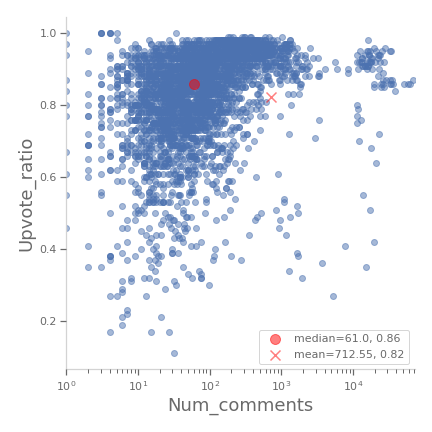 1.0
0.8
0.6
0.4
0.2
Upvote_ratio
median=61.0, 0.86
mean=712.55, 0.82
10⁰ 10¹ 10² 10³ 10⁴
Num_comments